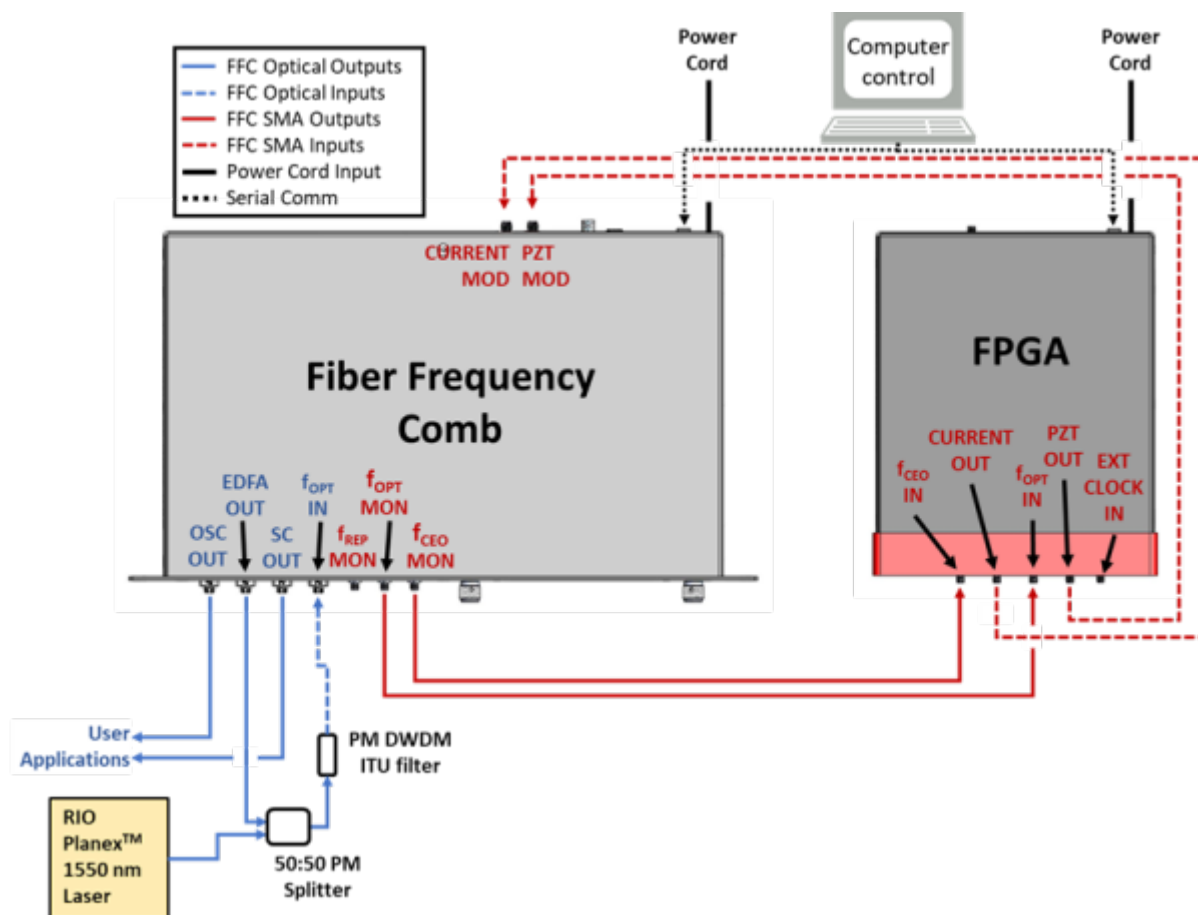 FFC Optical Outputs
FFC Optical Inputs
FFC SMA Outputs
FFC SMA Inputs
Power Cord Input
Serial Comm
Power
Cord
Computer
control
Power
Cord
CURRENT
MOD
PZT
MOD
Fiber Frequency
Comb
FPGA
OSC
OUT
EDFA
OUT
SC
OUT
fOPT
IN
fREP
MON
fOPT
MON
fCEO
MON
fCEO
IN
CURRENT
OUT
fOPT
IN
PZT
OUT
EXT
CLOCK
IN
User
Applications
PM DWDM
ITU filter
RIO
Planex™
1550 nm
Laser
50:50 PM
Splitter